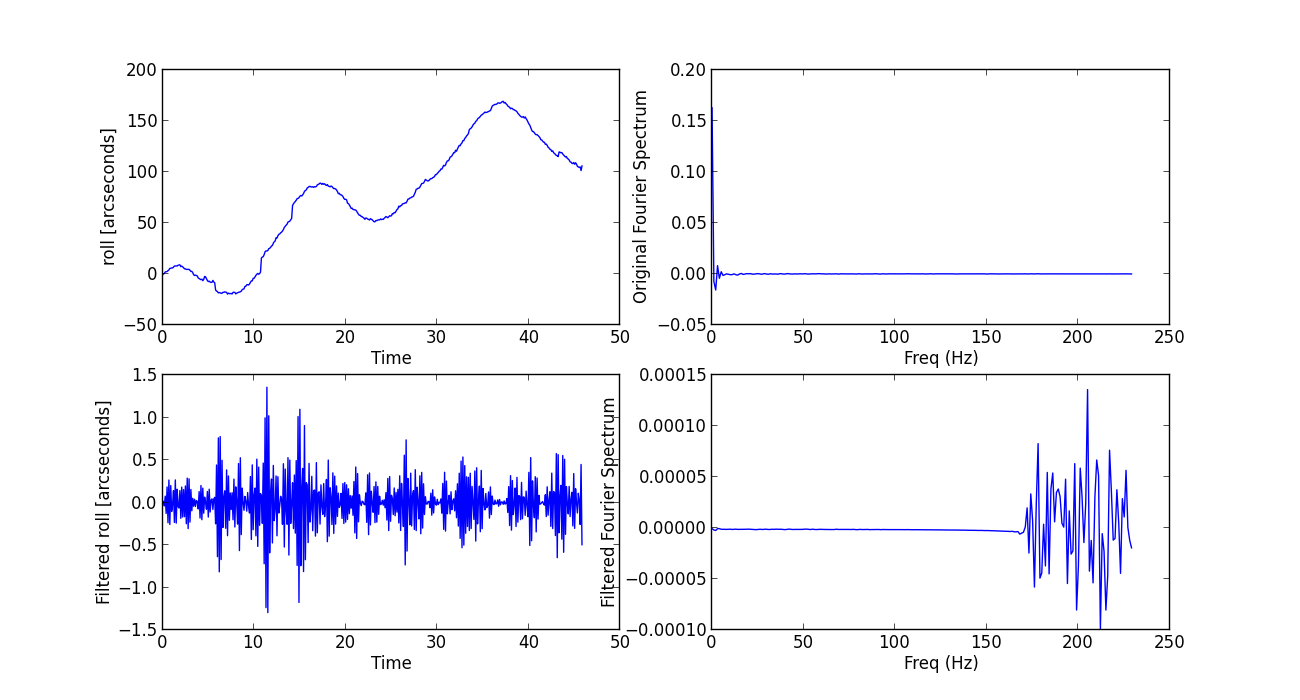 200
150
100
50
0
−50
roll [arcseconds]
0 10 20 30 40 50
Time
0.20
0.15
0.10
0.05
0.00
−0.05
Original Fourier Spectrum
0 50 100 150 200 250
Freq (Hz)
1.5
1.0
0.5
0.0
−0.5
−1.0
−1.5
Filtered roll [arcseconds]
0 10 20 30 40 50
Time
0.00015
0.00010
0.00005
0.00000
−0.00005
−0.00010
Filtered Fourier Spectrum
0 50 100 150 200 250
Freq (Hz)